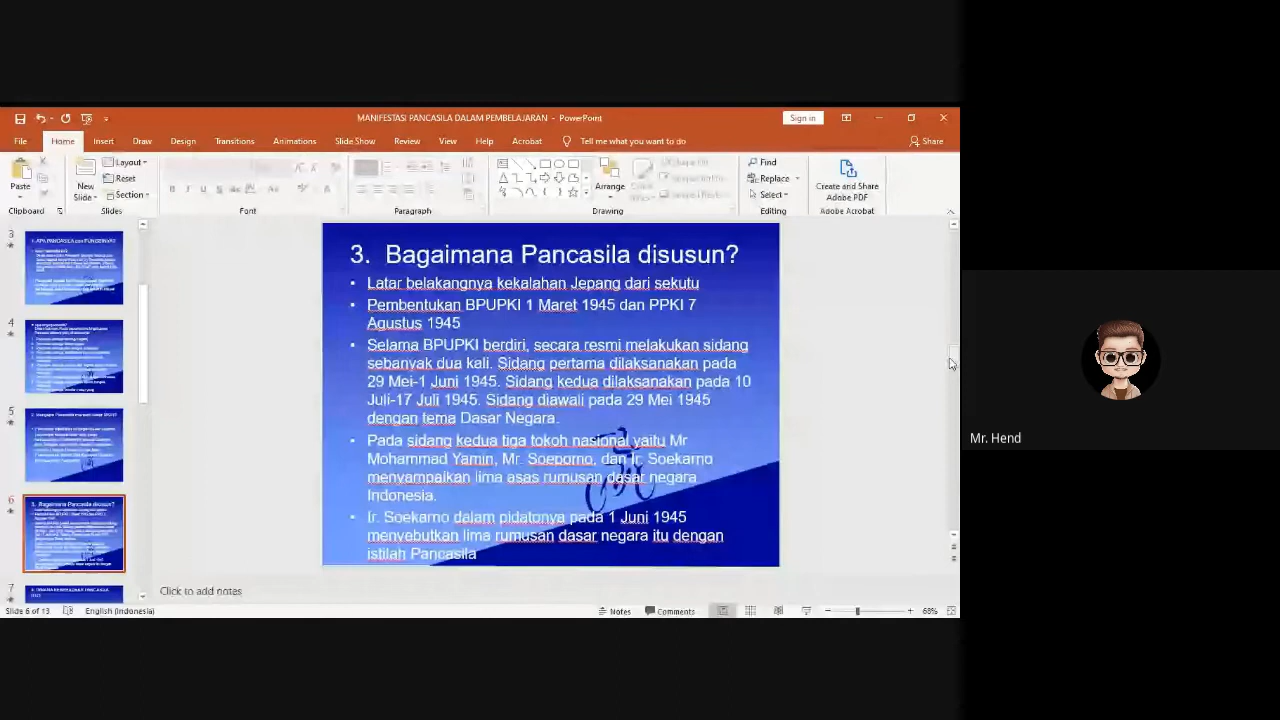 MANIFESTASI PANCASILA DALAM PEMBELAJARAN - PowerPoint
Sign in
File Home Insert Draw Design Transitions Animations Slide Show Review View Help Acrobat Tell me what you want to do Share
Paste
New
Slide
Layout
Reset
Section
Arrange
Find
Replace
Select
Create and Share
Adobe PDF
Clipboard Slides Font Paragraph Drawing Editing Adobe Acrobat
3
4
5
6
7
3. Bagaimana Pancasila disusun?
• Latar belakangnya kekalahan Jepang dari sekutu
• Pembentukan BPUPKI 1 Maret 1945 dan PPKI 7
Agustus 1945
• Selama BPUPKI berdiri, secara resmi melakukan sidang
sebanyak dua kali. Sidang pertama dilaksanakan pada
29 Mei-1 Juni 1945. Sidang kedua dilaksanakan pada 10
Juli-17 Juli 1945. Sidang diawali pada 29 Mei 1945
dengan tema Dasar Negara.
• Pada sidang kedua tiga tokoh nasional yaitu Mr
Mohammad Yamin, Mr. Soepomo, dan Ir. Soekarno
menyampaikan lima asas rumusan dasar negara
Indonesia.
• Ir. Soekarno dalam pidatnya pada 1 Juni 1945
menyebutkan lima rumusan dasar negara itu dengan
istilah Pancasila
Click to add notes
Slide 6 of 13 English (Indonesia) Notes Comments 68%
Mr. Hend